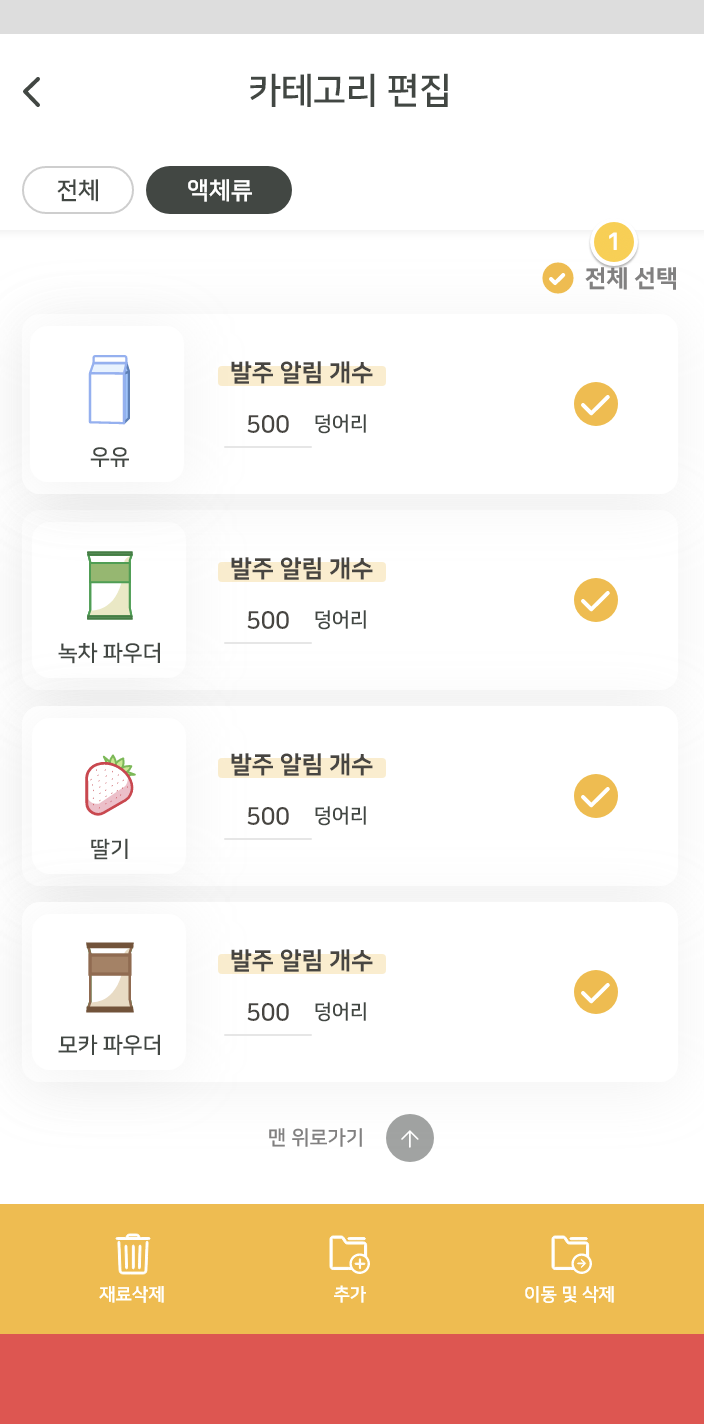 카테고리 편집
전체
액체류
1
전체 선택
발주 알림 개수
500 덩어리
우유
발주 알림 개수
500 덩어리
녹차 파우더
발주 알림 개수
500 덩어리
딸기
발주 알림 개수
500 덩어리
모카 파우더
맨 위로가기
재료삭제
추가
이동 및 삭제